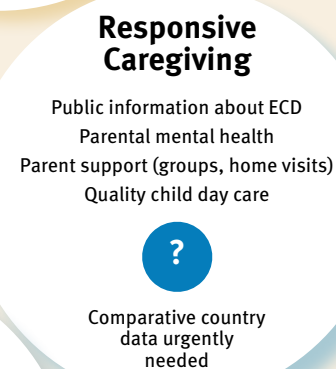 Responsive
Caregiving
Public information about ECD
Parental mental health
Parent support (groups, home visits)
Quality child day care
?
Comparative country
data urgently
needed